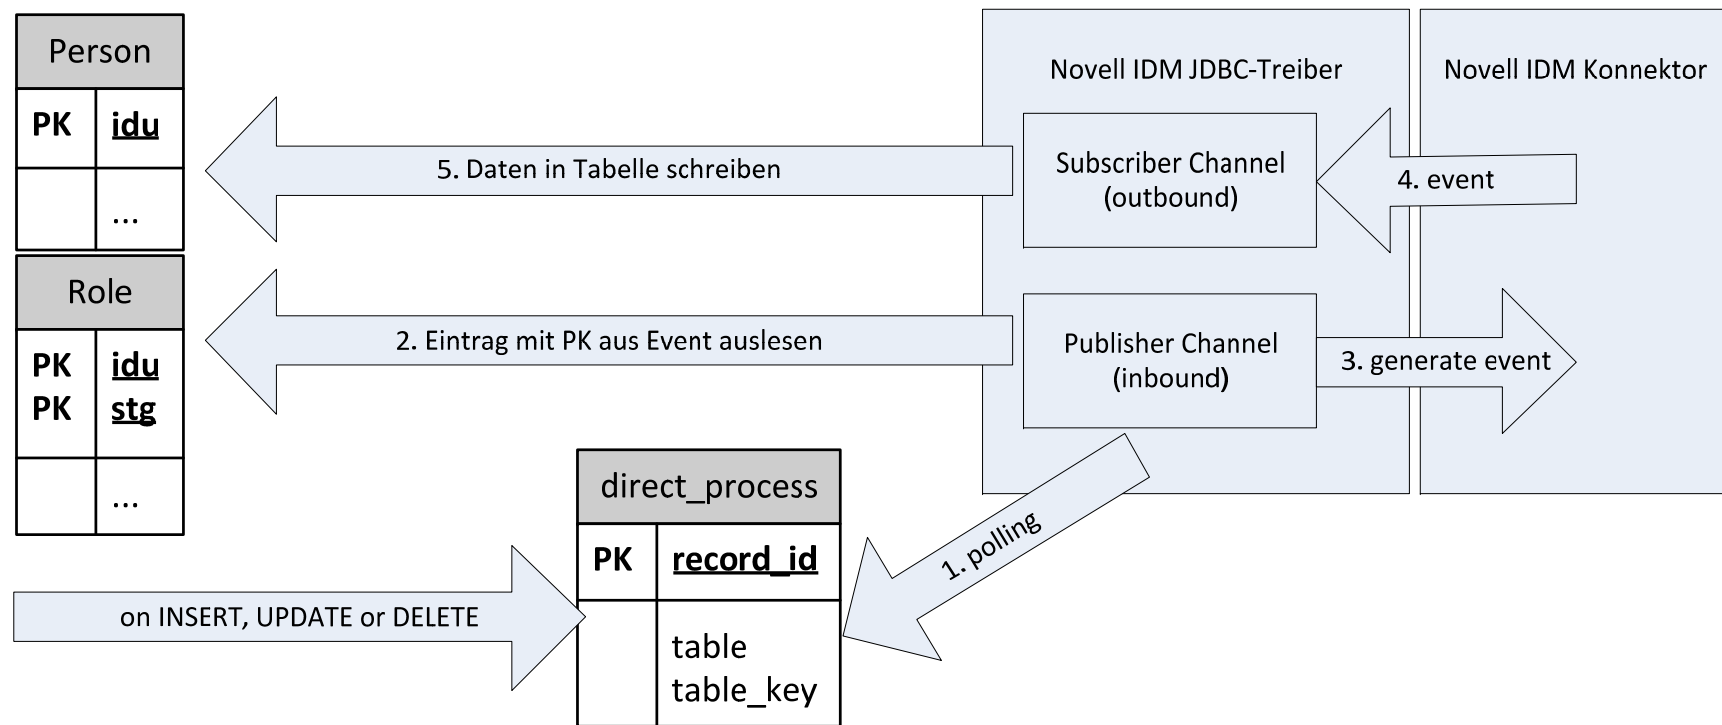 Person
PK idu
...
Role
PK idu
PK stg
...
Novell IDM JDBC-Treiber
Novell IDM Konnektor
5. Daten in Tabelle schreiben
Subscriber Channel
(outbound)
4. event
2. Eintrag mit PK aus Event auslesen
Publisher Channel
(inbound)
3. generate event
1. polling
direct_process
PK record_id
table
table_key
on INSERT, UPDATE or DELETE